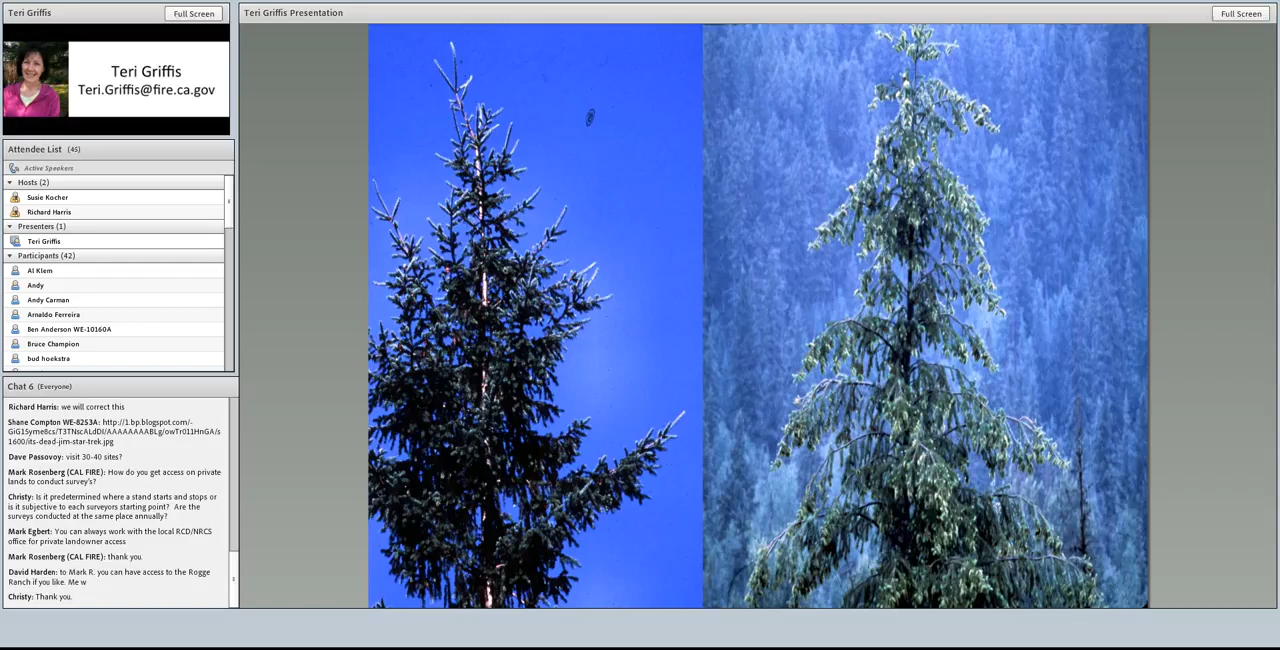 Teri Griffis
Full Screen
Teri Griffis Presentation
Full Screen
Teri Griffis
Teri.Griffis@fire.ca.gov
Attendee List (45)
Active Speakers
Hosts (2)
Susie Kocher
Richard Harris
Presenters (1)
Teri Griffis
Participants (42)
Al Klem
Andy
Andy Carman
Arnaldo Ferreira
Ben Anderson WE-10160A
Bruce Champion
bud hoekstra
Chat 6 (Everyone)
Richard Harris: we will correct this
Shane Compton WE-8253A: http://1.bp.blogspot.com/-
GiG15yme8cs/T3TNscALdDI/AAAAAAAABLg/owTr011HnGA/s
1600/its-dead-jim-star-trek.jpg
Dave Passovoy: visit 30-40 sites?
Mark Rosenberg (CAL FIRE): How do you get access on private
lands to conduct survey's?
Christy: Is it predetermined where a stand starts and stops or
is it subjective to each surveyors starting point? Are the
surveys conducted at the same place annually?
Mark Egbert: You can always work with the local RCD/NRCS
office for private landowner access
Mark Rosenberg (CAL FIRE): thank you.
David Harden: to Mark R. you can have access to the Rogge
Ranch if you like. Me w
Christy: Thank you.